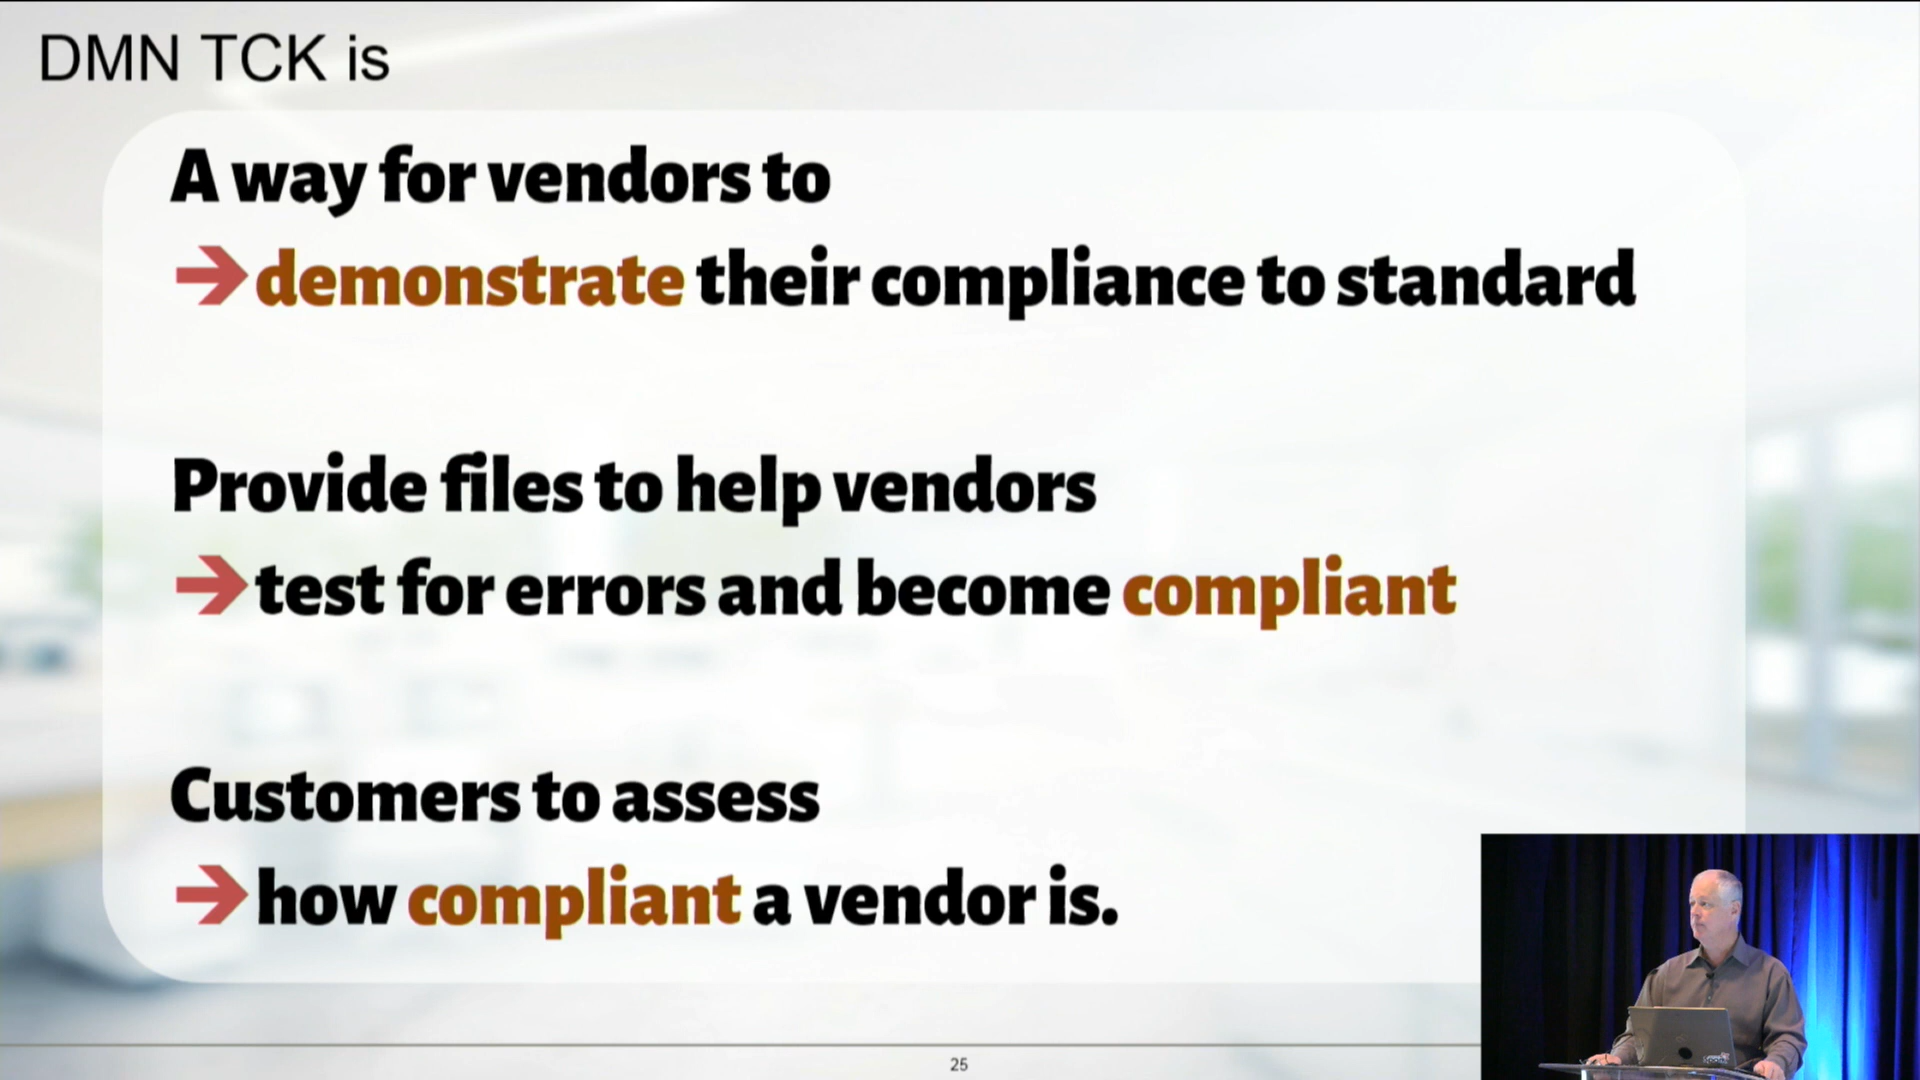 DMN TCK is
A way for vendors to
demonstrate their compliance to standard
Provide files to help vendors
test for errors and become compliant
Customers to assess
how compliant a vendor is.
25